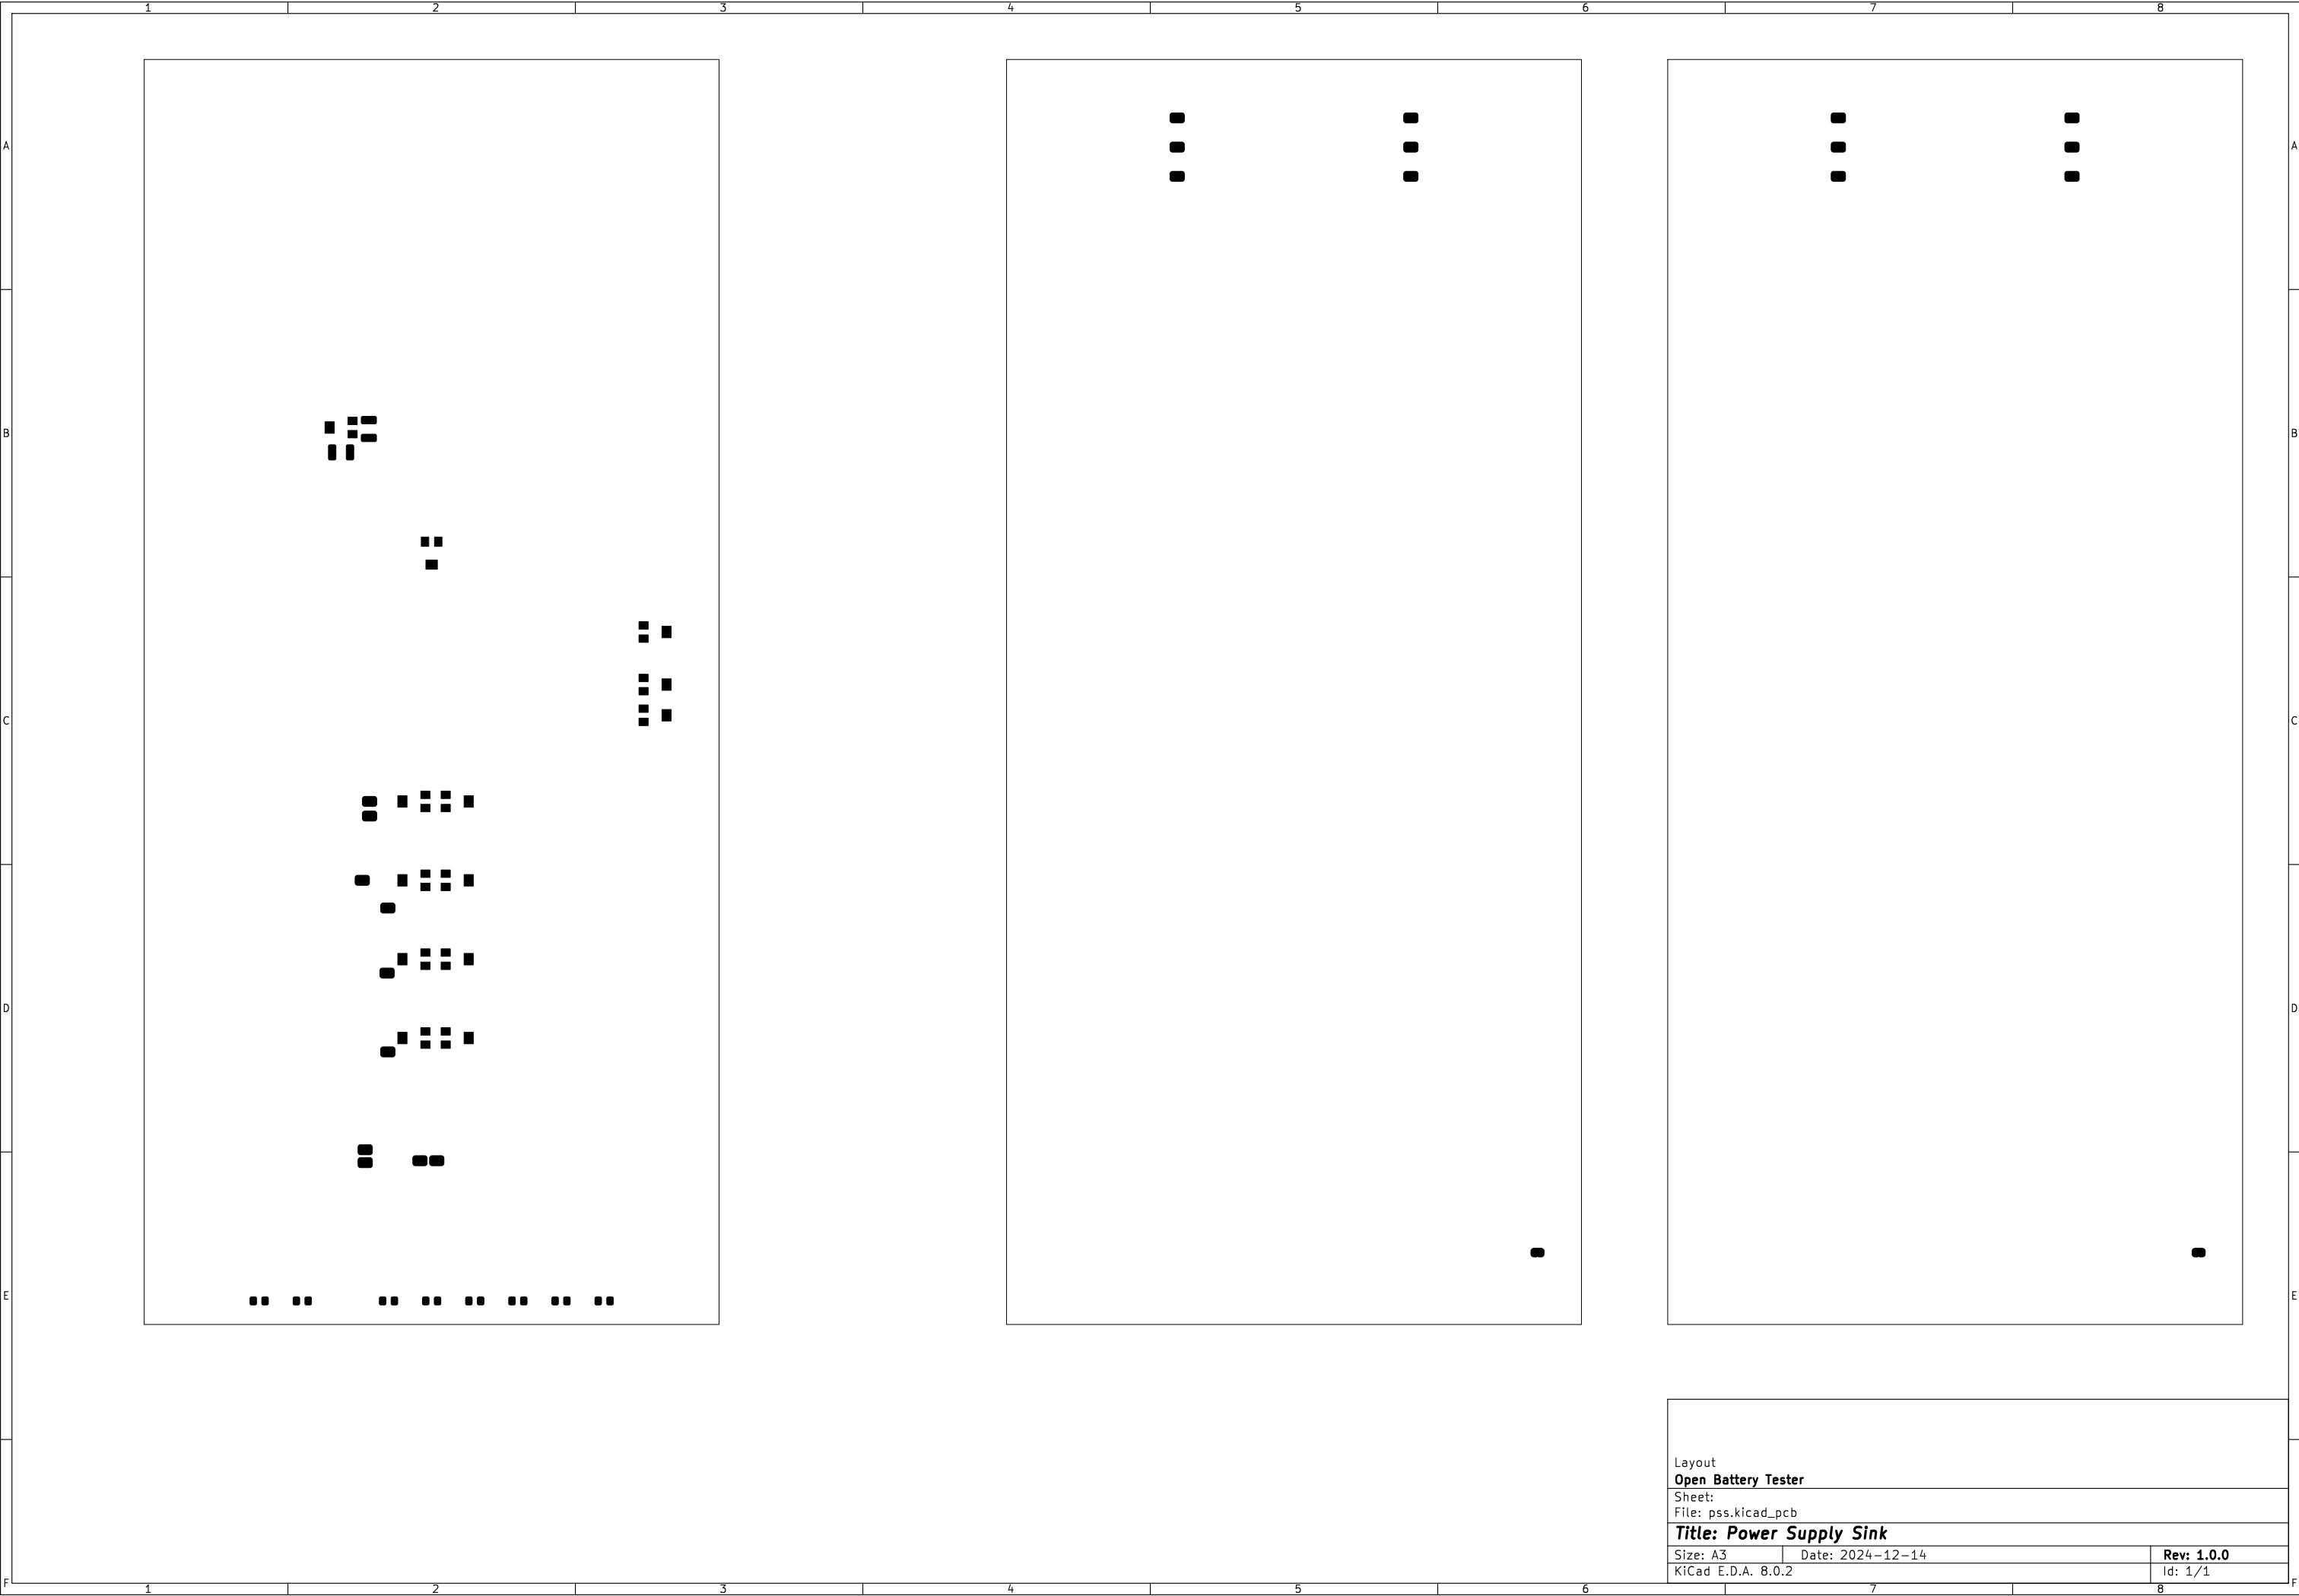 1 2 3 4 5 6 7 8
A A
B B
C C
D D
E E
Layout
Open Battery Tester
Sheet:
File: pss.kicad_pcb
Title: Power Supply Sink
Size: A3 Date: 2024-12-14 Rev: 1.0.0
KiCad E.D.A. 8.0.2 Id: 1/1
F F
1 2 3 4 5 6 7 8